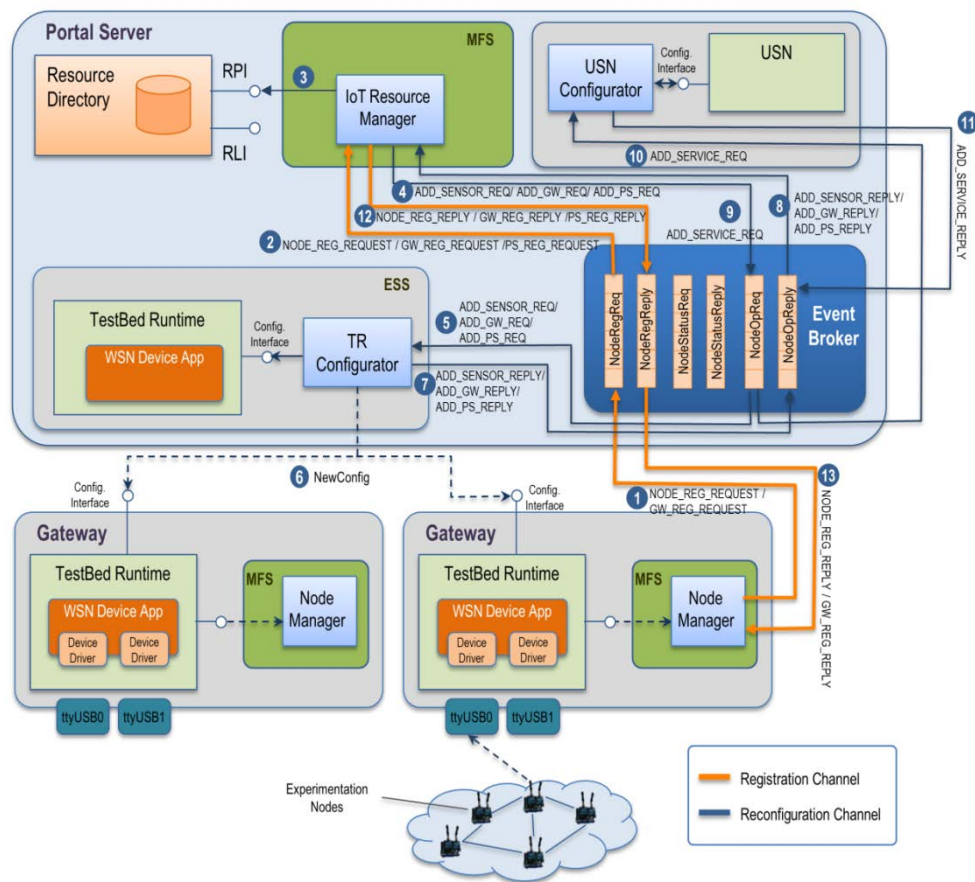 Portal Server
MFS
USN
Resource
Directory
RPI
RLI
3
IoT Resource
Manager
USN
Configurator
Config.
Interface
11
ADD_SERVICE_REPLY
10
ADD_SERVICE_REQ
4
ADD_SENSOR_REQ/ ADD_GW_REQ/ ADD_PS_REQ
12
NODE_REG_REPLY / GW_REG_REPLY /PS_REG_REPLY
2
NODE_REG_REQUEST / GW_REG_REQUEST /PS_REG_REQUEST
9
ADD_SERVICE_REQ
8
ADD_SENSOR_REPLY/
ADD_GW_REPLY/
ADD_PS_REPLY
ESS
TestBed Runtime
WSN Device App
Config.
Interface
TR
Configurator
5
ADD_SENSOR_REQ/
ADD_GW_REQ/
ADD_PS_REQ
7
ADD_SENSOR_REPLY/
ADD_GW_REPLY/
ADD_PS_REPLY
NodeRegReq
NodeRegReply
NodeStatusReq
NodeStatusReply
NodeOpReq
NodeOpReply
Event
Broker
6
NewConfig
Config.
Interface
Config.
Interface
1
NODE_REG_REQUEST /
GW_REG_REQUEST
13
NODE_REG_REPLY / GW_REG_REPLY
Gateway
TestBed Runtime
WSN Device App
Device
Driver
Device
Driver
MFS
Node
Manager
ttyUSB0
ttyUSB1
Gateway
TestBed Runtime
WSN Device App
Device
Driver
Device
Driver
MFS
Node
Manager
ttyUSB0
ttyUSB1
Experimentation
Nodes
Registration Channel
Reconfiguration Channel